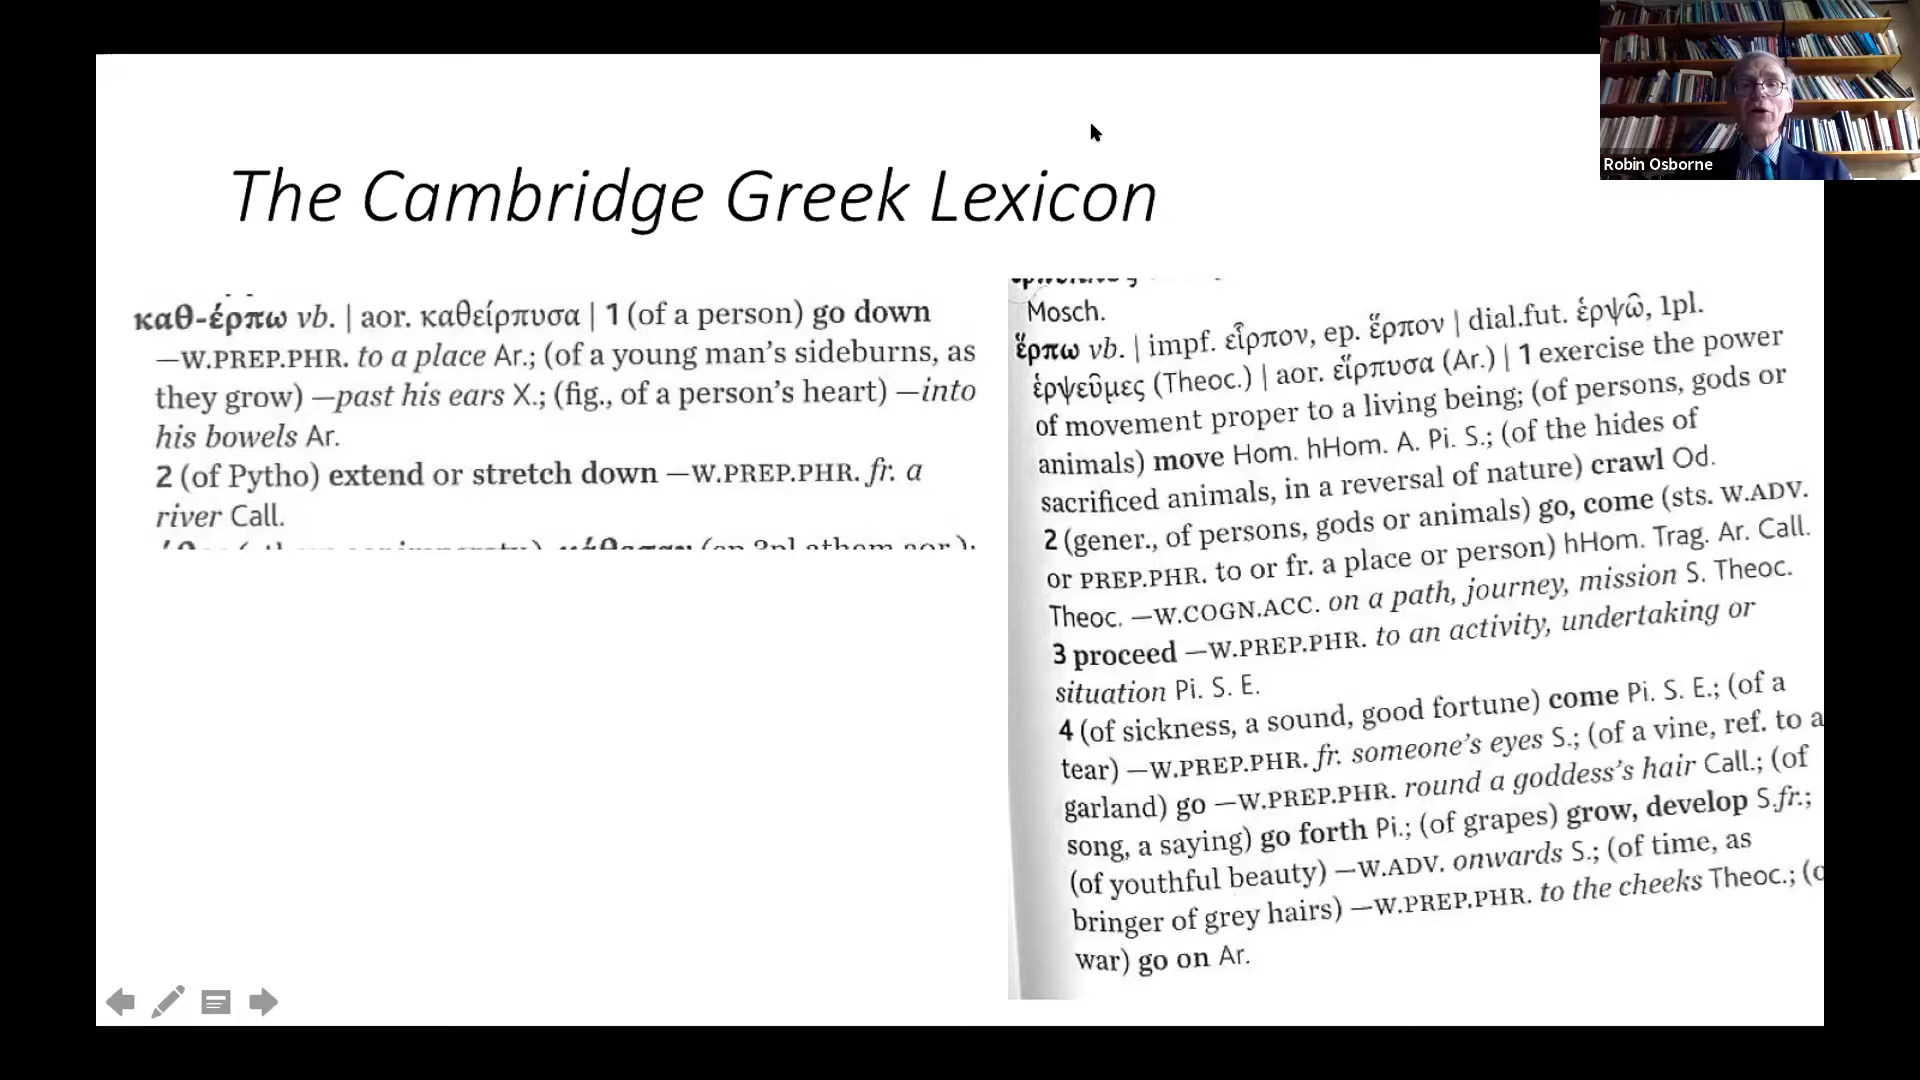 The Cambridge Greek Lexicon
Robin Osborne
καθ-έρπω vb. | aor. καθείρπυσα | 1 (of a person) go down
—W.PREP.PHR. to a place Ar.; (of a young man's sideburns, as
they grow) —past his ears X.; (fig., of a person's heart) —into
his bowels Ar.
2 (of Pytho) extend or stretch down —W.PREP.PHR. fr. a
river Call.
Mosch.
ἕρπω vb. | impf. εἷρπον, ep. ἕρπον | dial.fut. ἑρψῶ, 1pl.
ἑρψεῦμες (Theoc.) | aor. εἵρπυσα (Ar.) | 1 exercise the power
of movement proper to a living being; (of persons, gods or
animals) move Hom. hHom. A. Pi. S.; (of the hides of
sacrificed animals, in a reversal of nature) crawl Od.
2 (gener., of persons, gods or animals) go, come (sts. W.ADV.
or PREP.PHR. to or fr. a place or person) hHom. Trag. Ar. Call.
Theoc. —W.COGN.ACC. on a path, journey, mission S. Theoc.
3 proceed —W.PREP.PHR. to an activity, undertaking or
situation Pi. S. E.
4 (of sickness, a sound, good fortune) come Pi. S. E.; (of a
tear) —W.PREP.PHR. fr. someone's eyes S.; (of a vine, ref. to a
garland) go —W.PREP.PHR. round a goddess's hair Call.; (of
song, a saying) go forth Pi.; (of grapes) grow, develop S.fr.;
(of youthful beauty) —W.ADV. onwards S.; (of time, as
bringer of grey hairs) —W.PREP.PHR. to the cheeks Theoc.;
war) go on Ar.